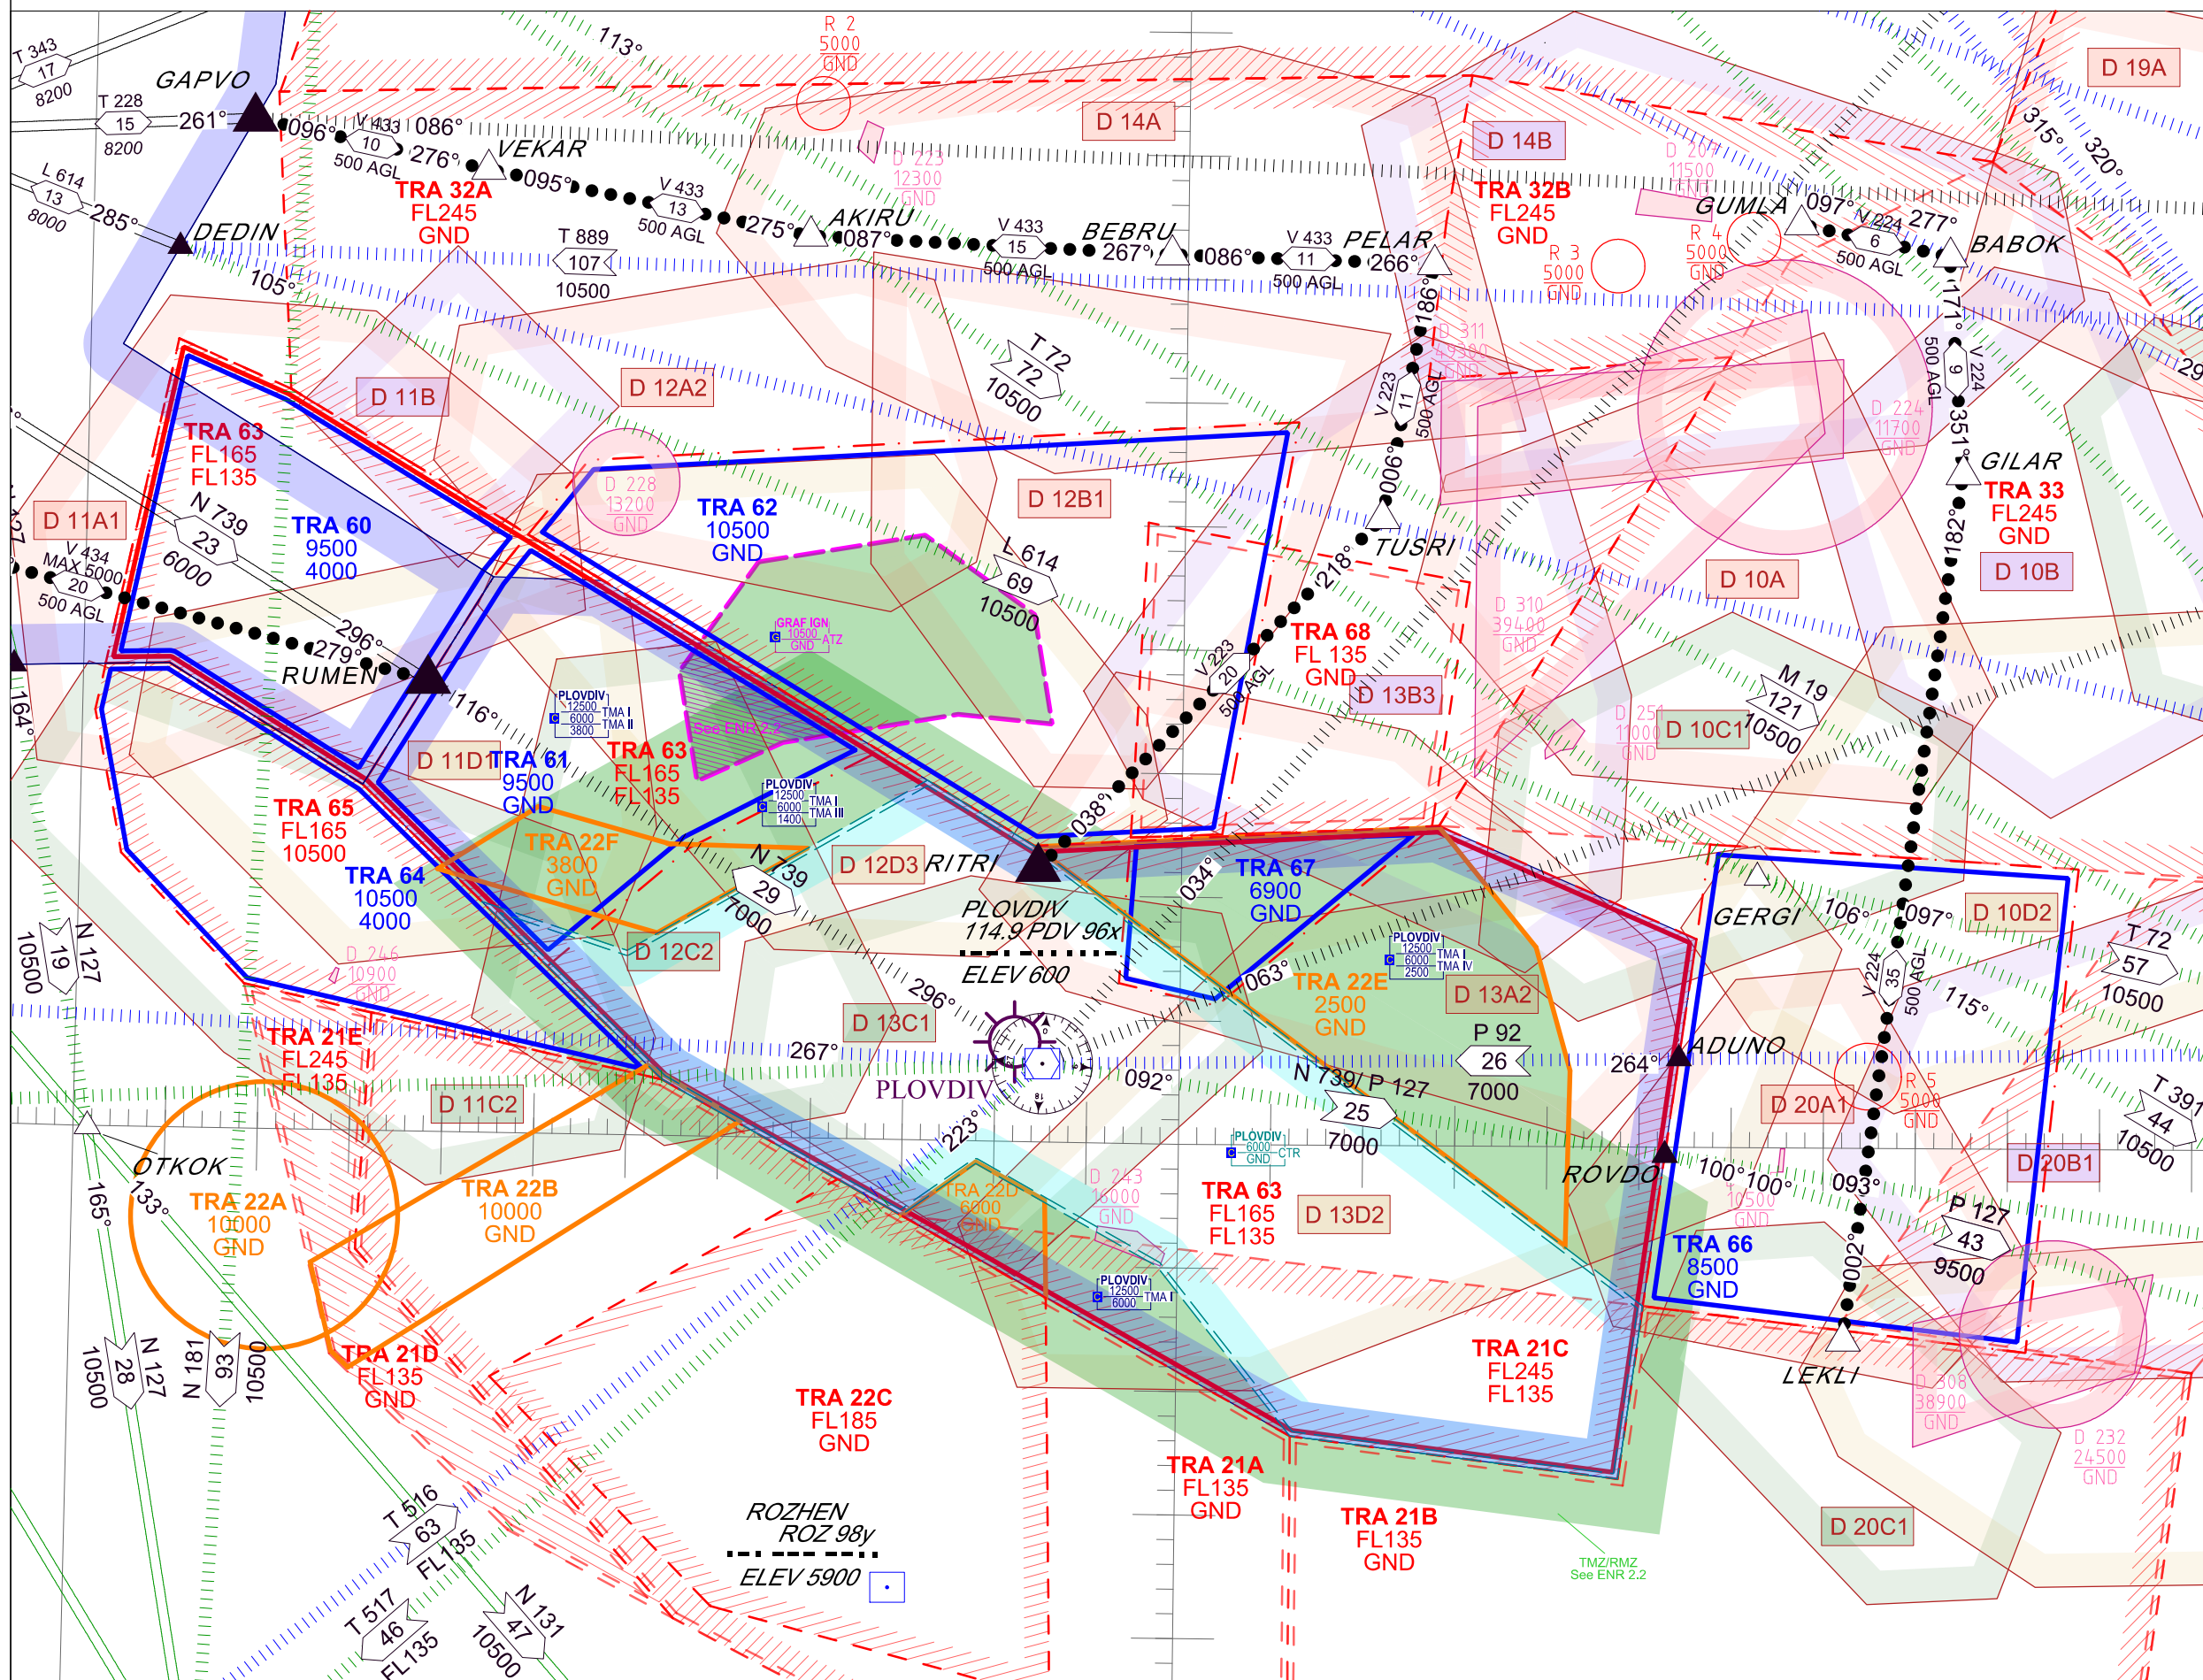 T 343
17
8200
GAPVO
T 228
15
8200
261°
L 614
13
8000
285°
DEDIN
105°
096°
V 433
10
500 AGL
086°
276°
VEKAR
095°
TRA 32A
FL245
GND
113°
V 433
13
500 AGL
275°
AKIRU
087°
T 889
107
10500
R 2
5000
GND
D 223
12300
GND
D 14A
V 433
15
500 AGL
BEBRU
267°
086°
V 433
11
500 AGL
PELAR
266°
D 14B
TRA 32B
FL245
GND
R 3
5000
GND
D 207
11500
GND
R 4
5000
GND
GUMLA
097°
V 224
6
500 AGL
277°
BABOK
315°
320°
D 19A
29
171°
V 224
9
500 AGL
351°
GILAR
TRA 33
FL245
GND
D 10B
182°
186°
V 223
11
500 AGL
006°
TUSRI
218°
D 311
49300
GND
D 224
11700
GND
D 10A
D 310
39400
GND
D 11B
D 12A2
T 72
72
10500
TRA 63
FL165
FL135
D 11A1
N 739
23
6000
TRA 60
9500
4000
D 228
13200
GND
TRA 62
10500
GND
D 12B1
L 614
69
10500
N 127
V 434
MAX 5000
20
500 AGL
296°
279°
RUMEN
164°
116°
GRAF IGN
G
10500
GND
ATZ
See ENR 2.2
PLOVDIV
C
12500
6000
3800
TMA I
TMA II
TRA 68
FL 135
GND
V 223
20
500 AGL
D 13B3
M 19
121
10500
D 251
11000
GND
D 10C1
D 11D1
TRA 61
9500
GND
TRA 63
FL165
FL135
PLOVDIV
C
12500
6000
1400
TMA I
TMA III
TRA 65
FL165
10500
TRA 64
10500
4000
TRA 22F
3800
GND
N 739
29
7000
D 12D3
RITRI
038°
TRA 67
6900
GND
034°
GERGI
106°
097°
D 10D2
T 72
57
10500
N 127
19
10500
D 246
10900
GND
D 12C2
PLOVDIV
114.9 PDV 96x
ELEV 600
296°
063°
PLOVDIV
C
12500
6000
2500
TMA I
TMA IV
TRA 22E
2500
GND
D 13A2
V 224
35
500 AGL
115°
TRA 21E
FL245
FL135
D 13C1
267°
PLOVDIV
092°
P 92
26
7000
264°
ADUNO
N 739/ P 127
25
7000
R 5
5000
GND
D 20A1
T 391
44
10500
D 11C2
223°
PLOVDIV
C
6000
GND
CTR
D 20B1
OTKOK
133°
165°
TRA 22A
10000
GND
TRA 22B
10000
GND
TRA 22D
6000
GND
D 243
16000
GND
TRA 63
FL165
FL135
D 13D2
ROVDO
100°
100°
10500
GND
093°
P 127
43
9500
TRA 66
8500
GND
002°
PLOVDIV
C
12500
6000
TMA I
N 127
28
10500
N 181
93
10500
TRA 21D
FL135
GND
TRA 22C
FL185
GND
TRA 21C
FL245
FL135
LEKLI
D 308
38900
GND
D 232
24500
GND
TRA 21A
FL135
GND
TRA 21B
FL135
GND
D 20C1
T 516
63
FL135
ROZHEN
ROZ 98y
ELEV 5900
TMZ/RMZ
See ENR 2.2
T 517
46
FL135
N 131
47
10500